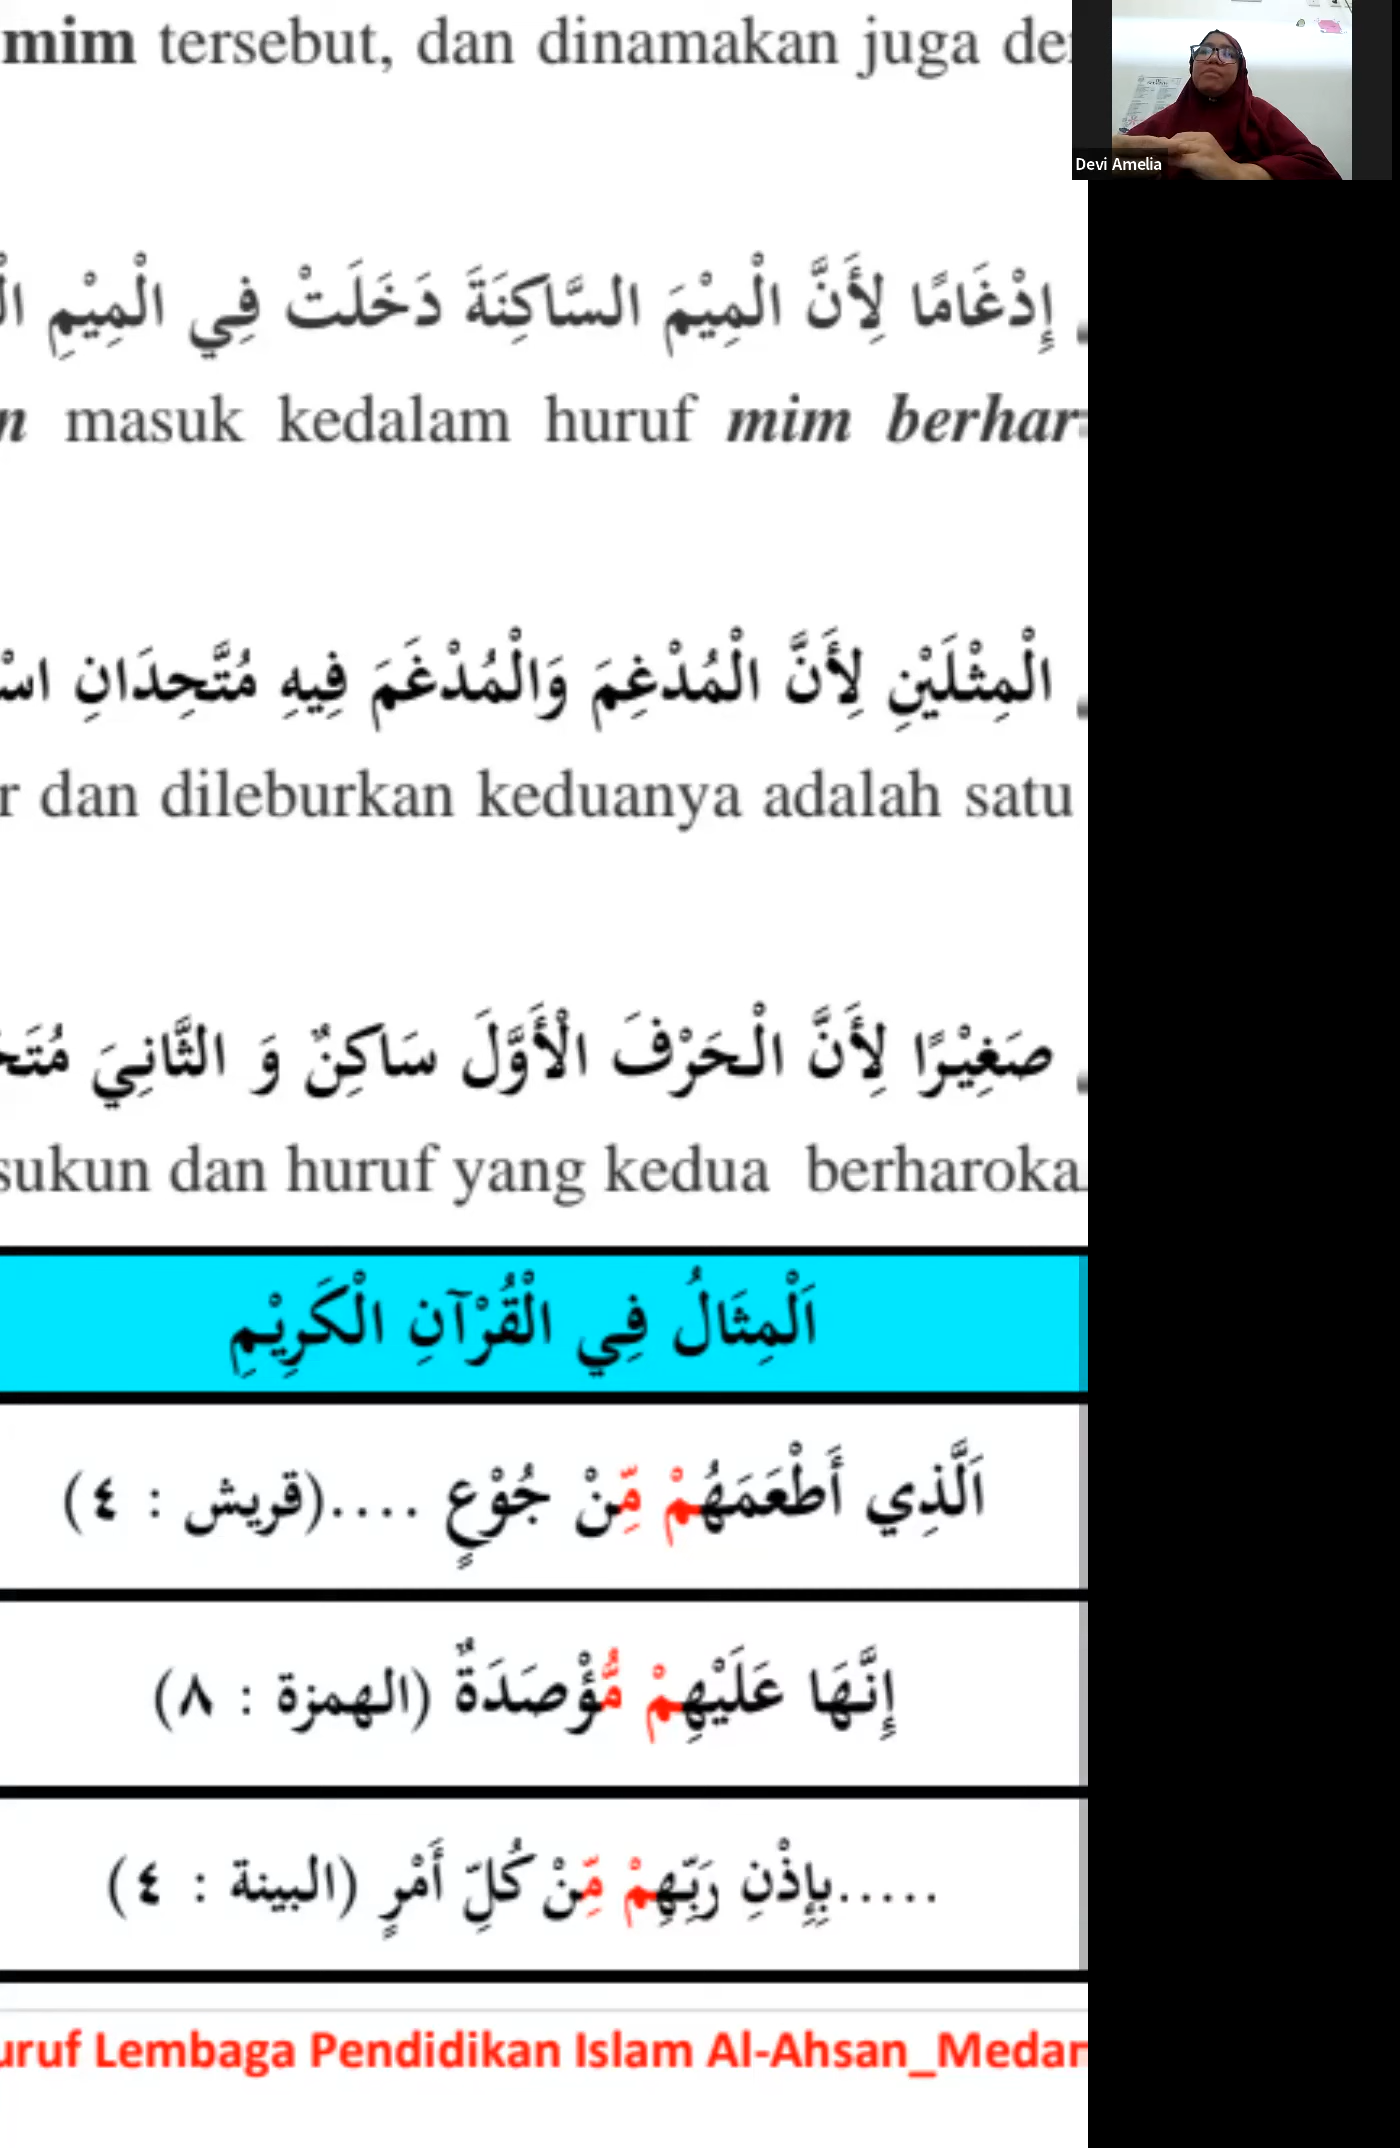 mim tersebut, dan dinamakan juga
Devi Amelia
إِدْغَامًا لِأَنَّ الْمِيْمَ السَّاكِنَةَ دَخَلَتْ فِي الْمِيْمِ
masuk kedalam huruf mim berhar
الْمِثْلَيْنِ لِأَنَّ الْمُدْغِمَ وَالْمُدْغَمَ فِيهِ مُتَّحِدَانِ
dan dileburkan keduanya adalah satu
صَغِيْرًا لِأَنَّ الْحَرْفَ الْأَوَّلَ سَاكِنٌ وَ الثَّانِيَ
sukun dan huruf yang kedua berharoka
اَلْمِثَالُ فِي الْقُرْآنِ الْكَرِيْمِ
اَلَّذِي أَطْعَمَهُمْ مِّنْ جُوْعٍ ....(قريش : ٤)
إِنَّهَا عَلَيْهِمْ مُّؤْصَدَةٌ (الهمزة : ٨)
.....بِإِذْنِ رَبِّهِمْ مِّنْ كُلِّ أَمْرٍ (البينة : ٤)
uruf Lembaga Pendidikan Islam Al-Ahsan_Medan